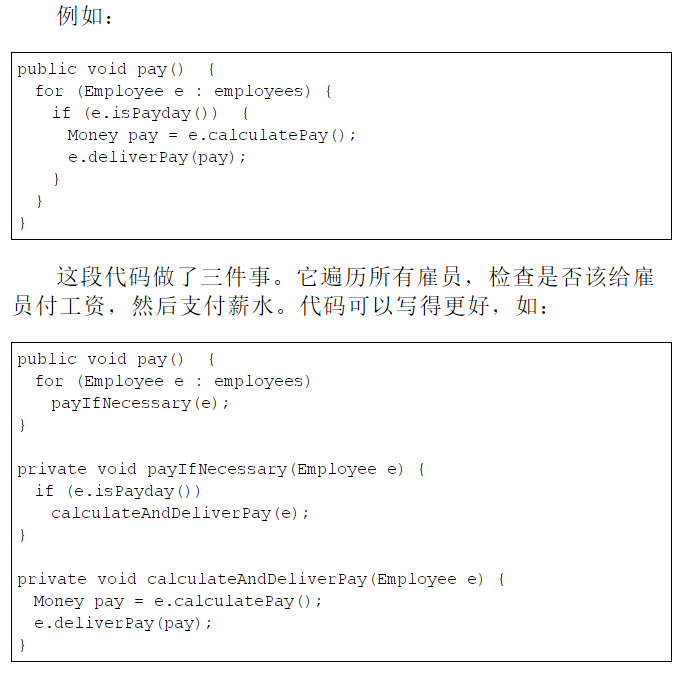 例如：
public void pay()  {
  for (Employee e : employees) {
    if (e.isPayday())  {
      Money pay = e.calculatePay();
      e.deliverPay(pay);
    }
  }
}
这段代码做了三件事。它遍历所有雇员，检查是否该给雇
员付工资，然后支付薪水。代码可以写得更好，如：
public void pay()  {
  for (Employee e : employees)
    payIfNecessary(e);
}
private void payIfNecessary(Employee e) {
  if (e.isPayday())
    calculateAndDeliverPay(e);
}
private void calculateAndDeliverPay(Employee e) {
  Money pay = e.calculatePay();
  e.deliverPay(pay);
}